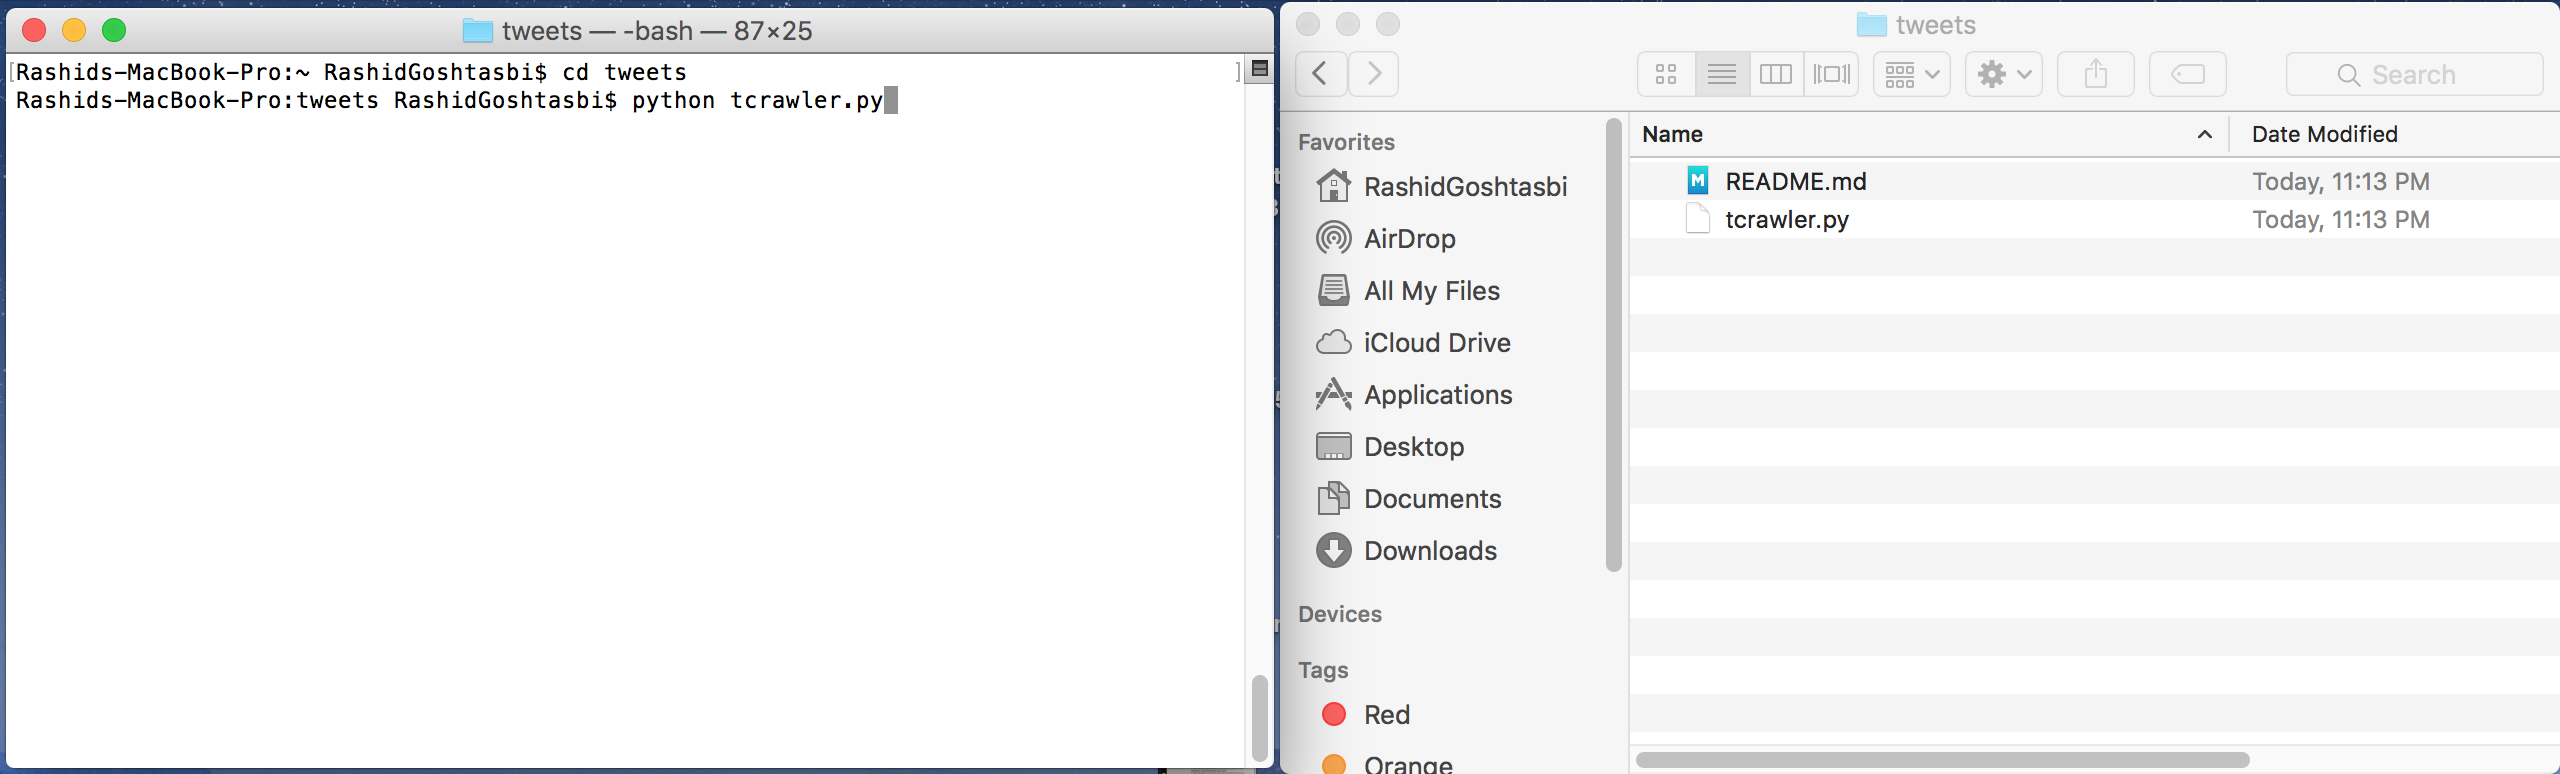 tweets — -bash — 87×25
[Rashids-MacBook-Pro:~ RashidGoshtasbi$ cd tweets ]
Rashids-MacBook-Pro:tweets RashidGoshtasbi$ python tcrawler.py
tweets
Search
Favorites
RashidGoshtasbi
AirDrop
All My Files
iCloud Drive
Applications
Desktop
Documents
Downloads
Devices
Tags
Red
Orange
Name Date Modified
README.md Today, 11:13 PM
tcrawler.py Today, 11:13 PM